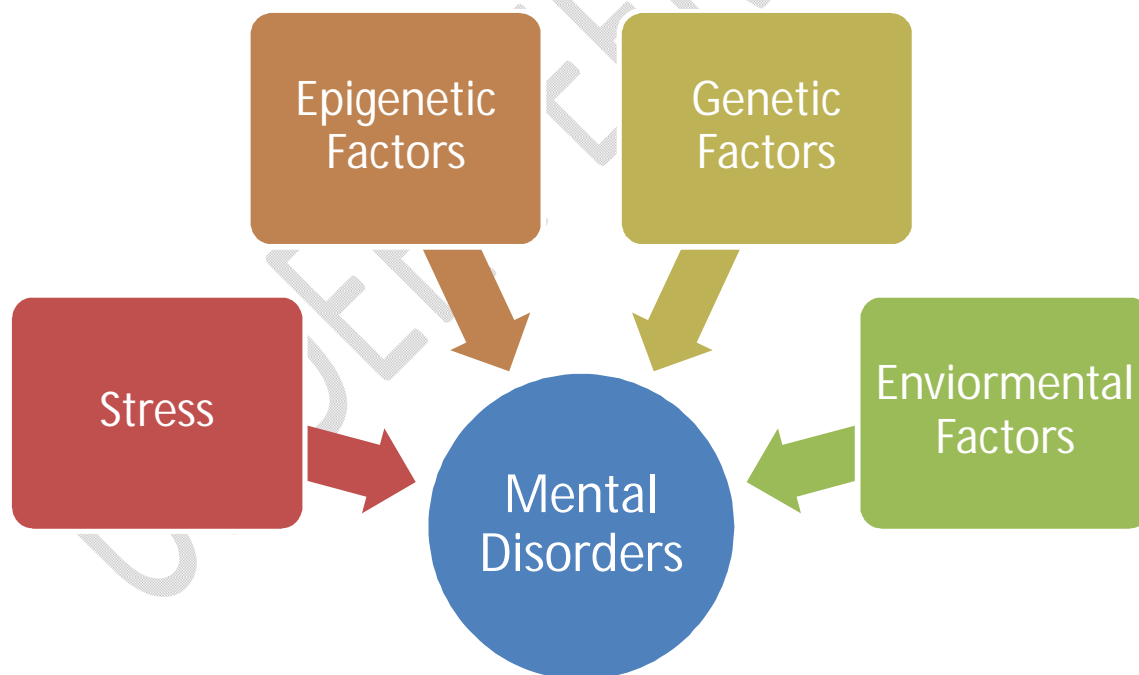 Epigenetic
Factors
Genetic
Factors
Stress
Enviormental
Factors
Mental
Disorders